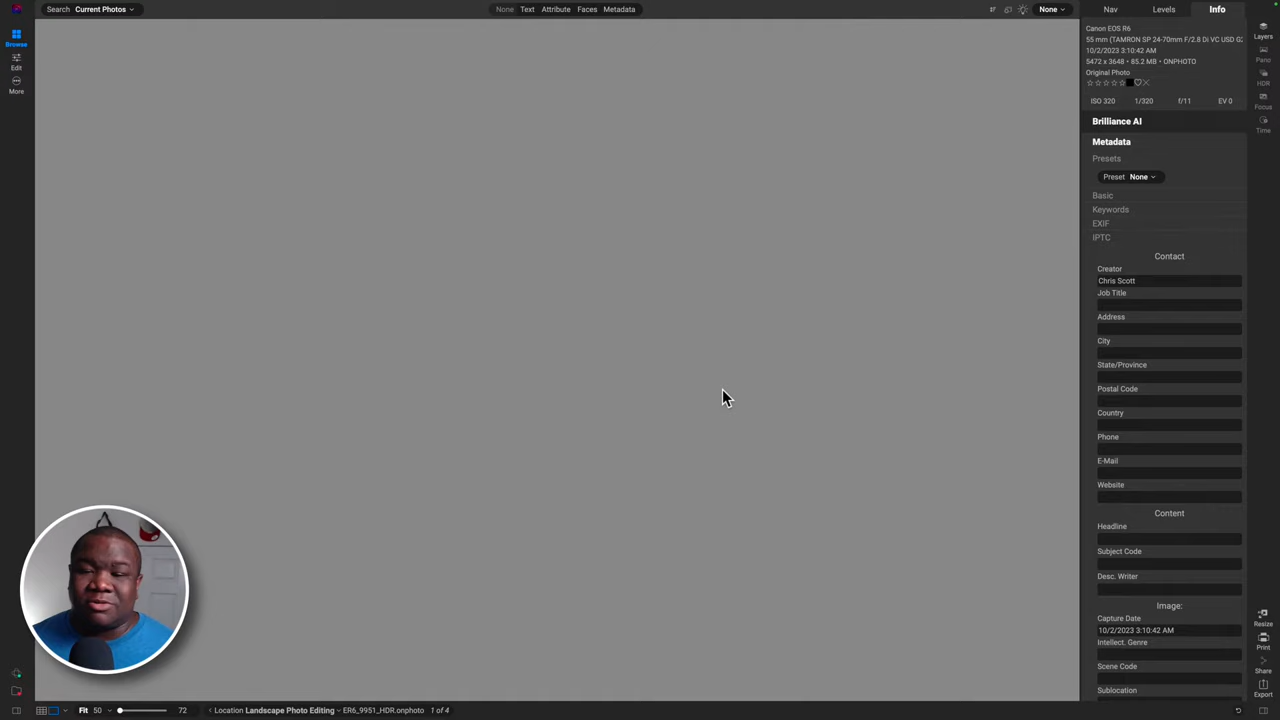 Search Current Photos
None Text Attribute Faces Metadata
None
Nav Levels Info
Browse
Edit
More
Canon EOS R6
55 mm (TAMRON SP 24-70mm F/2.8 Di VC USD G2
10/2/2023 3:10:42 AM
5472 x 3648 • 85.2 MB • ONPHOTO
Original Photo
ISO 320 1/320 f/11 EV 0
Brilliance AI
Metadata
Presets
Preset None
Basic
Keywords
EXIF
IPTC
Contact
Creator
Chris Scott
Job Title
Address
City
State/Province
Postal Code
Country
Phone
E-Mail
Website
Content
Headline
Subject Code
Desc. Writer
Image:
Capture Date
10/2/2023 3:10:42 AM
Intellect. Genre
Scene Code
Sublocation
Layers
Pano
HDR
Focus
Time
Resize
Print
Share
Export
Fit 50 72 Location Landscape Photo Editing ER6_9951_HDR.onphoto 1 of 4